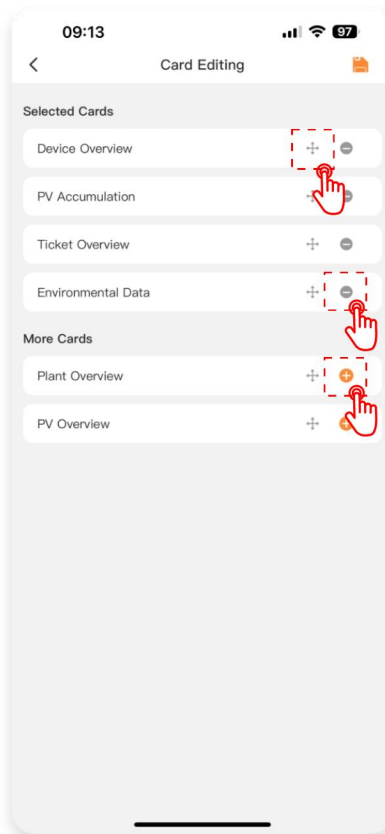 09:13
97
Card Editing
Selected Cards
Device Overview
PV Accumulation
Ticket Overview
Environmental Data
More Cards
Plant Overview
PV Overview